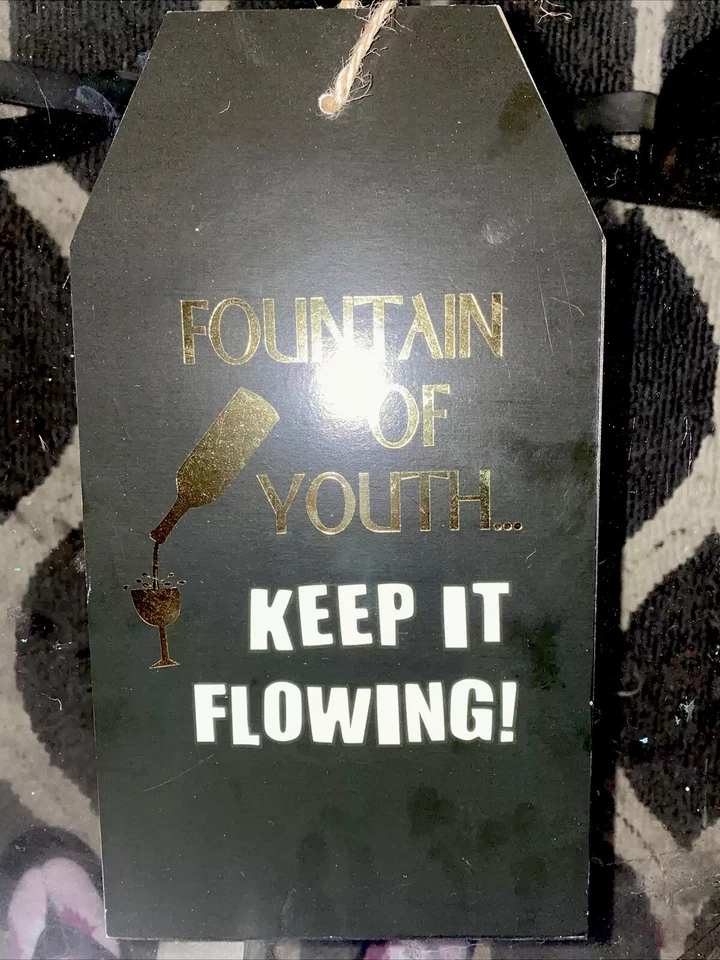 FOUNTAIN
OF
YOUTH...
KEEP IT
FLOWING!